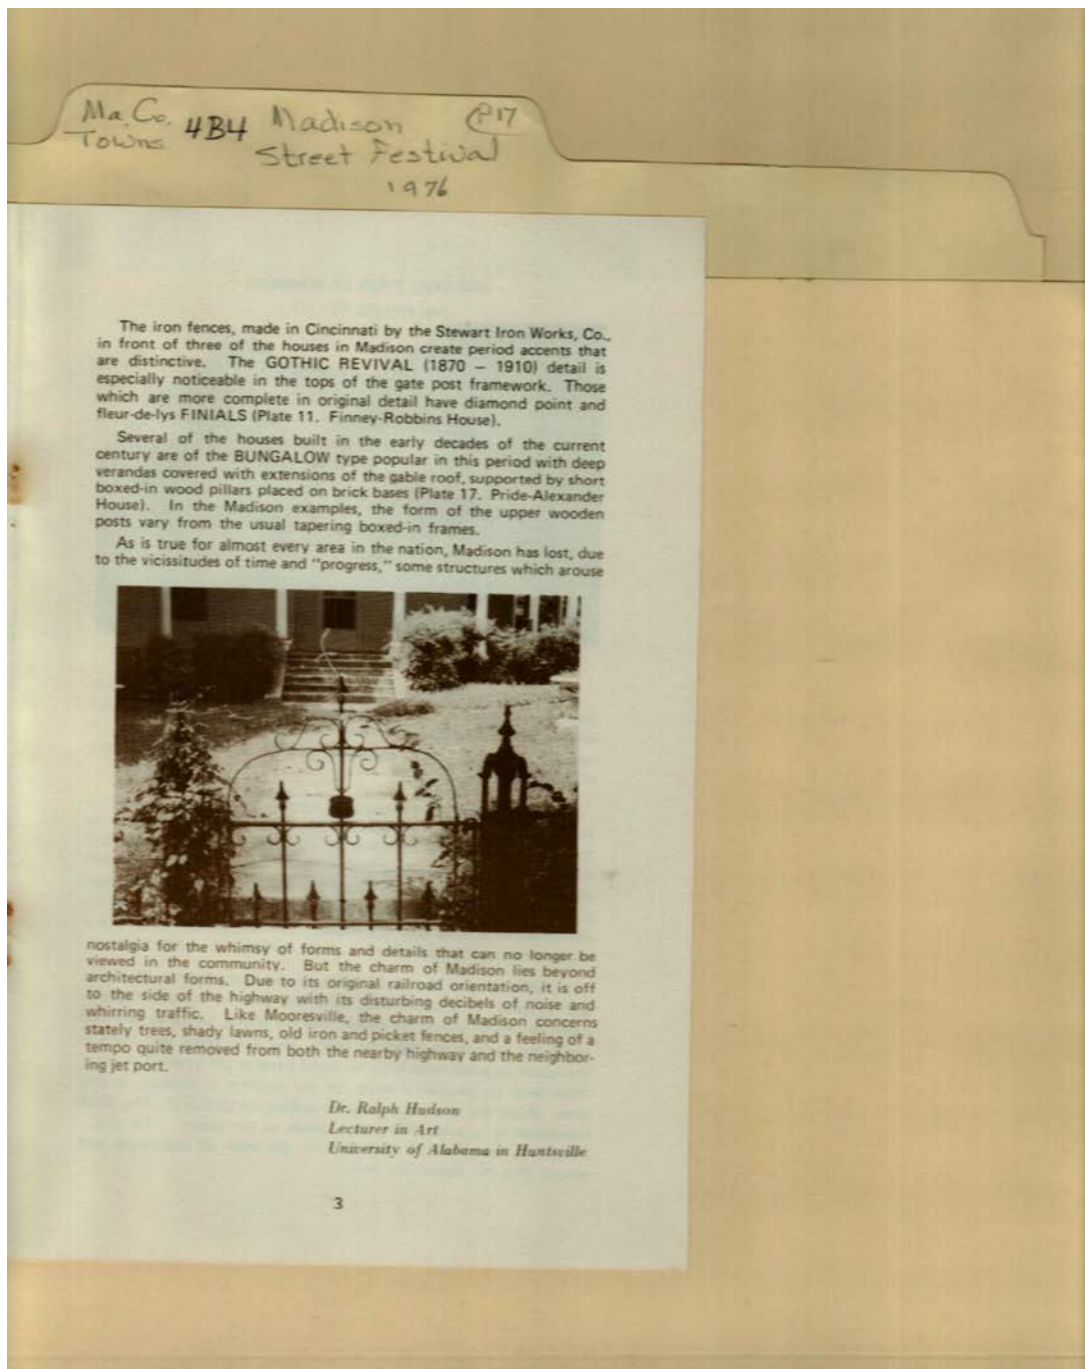 Ma. Co. 4B4 Madison P17
Towns Street Festival
1976
The iron fences, made in Cincinnati by the Stewart Iron Works, Co.,
in front of three of the houses in Madison create period accents that
are distinctive. The GOTHIC REVIVAL (1870 – 1910) detail is
especially noticeable in the tops of the gate post framework. Those
which are more complete in original detail have diamond point and
fleur-de-lys FINIALS (Plate 11. Finney-Robbins House).
Several of the houses built in the early decades of the current
century are of the BUNGALOW type popular in this period with deep
verandas covered with extensions of the gable roof, supported by short
boxed-in wood pillars placed on brick bases (Plate 17. Pride-Alexander
House). In the Madison examples, the form of the upper wooden
posts vary from the usual tapering boxed-in frames.
As is true for almost every area in the nation, Madison has lost, due
to the vicissitudes of time and "progress," some structures which arouse
nostalgia for the whimsy of forms and details that can no longer be
viewed in the community. But the charm of Madison lies beyond
architectural forms. Due to its original railroad orientation, it is off
to the side of the highway with its disturbing decibels of noise and
whirring traffic. Like Mooresville, the charm of Madison concerns
stately trees, shady lawns, old iron and picket fences, and a feeling of a
tempo quite removed from both the nearby highway and the neighbor-
ing jet port.
Dr. Ralph Hudson
Lecturer in Art
University of Alabama in Huntsville
3